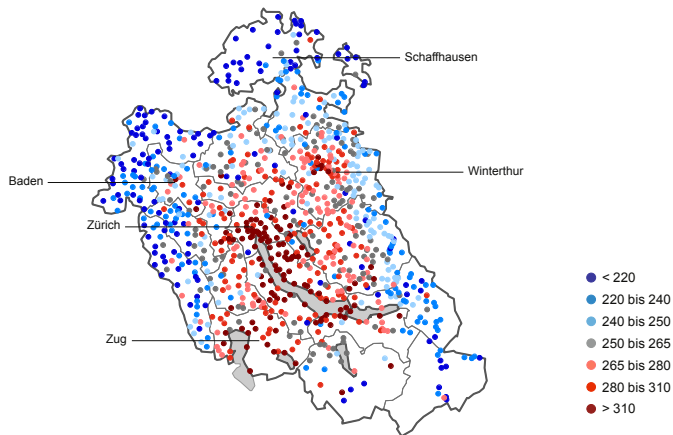 Schaffhausen
Winterthur
Baden
Zürich
Zug
< 220
220 bis 240
240 bis 250
250 bis 265
265 bis 280
280 bis 310
> 310